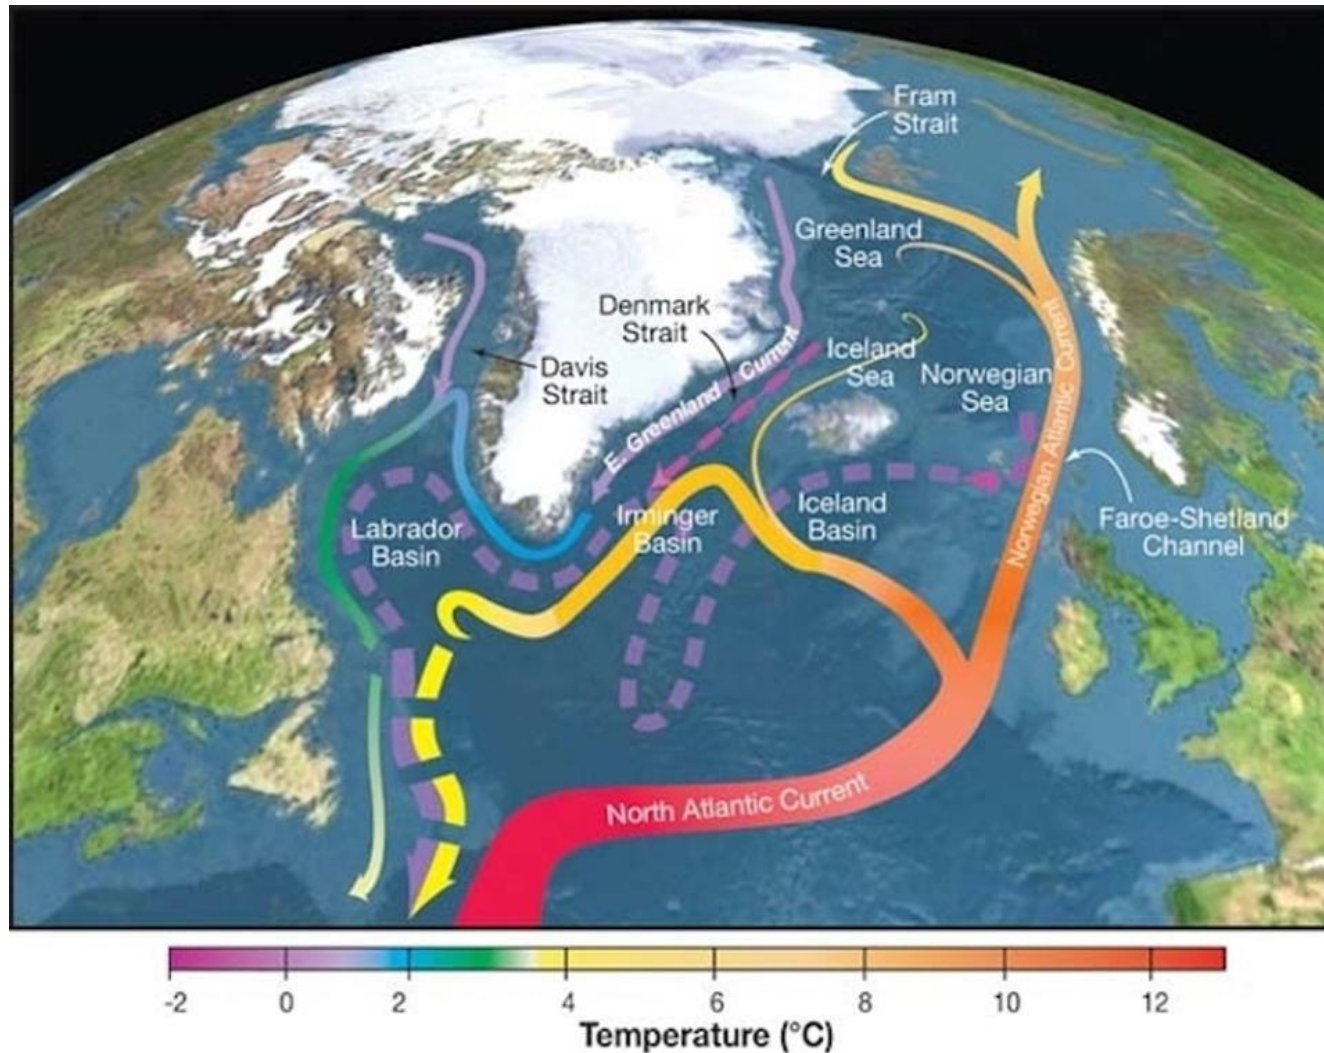 Fram
Strait
Greenland
Sea
Denmark
Strait
Iceland
Sea
Davis
Strait
Norwegian
Sea
E. Greenland Current
Norwegian Atlantic Current
Labrador
Basin
Irminger
Basin
Iceland
Basin
Faroe-Shetland
Channel
North Atlantic Current
-2 0 2 4 6 8 10 12
Temperature (°C)